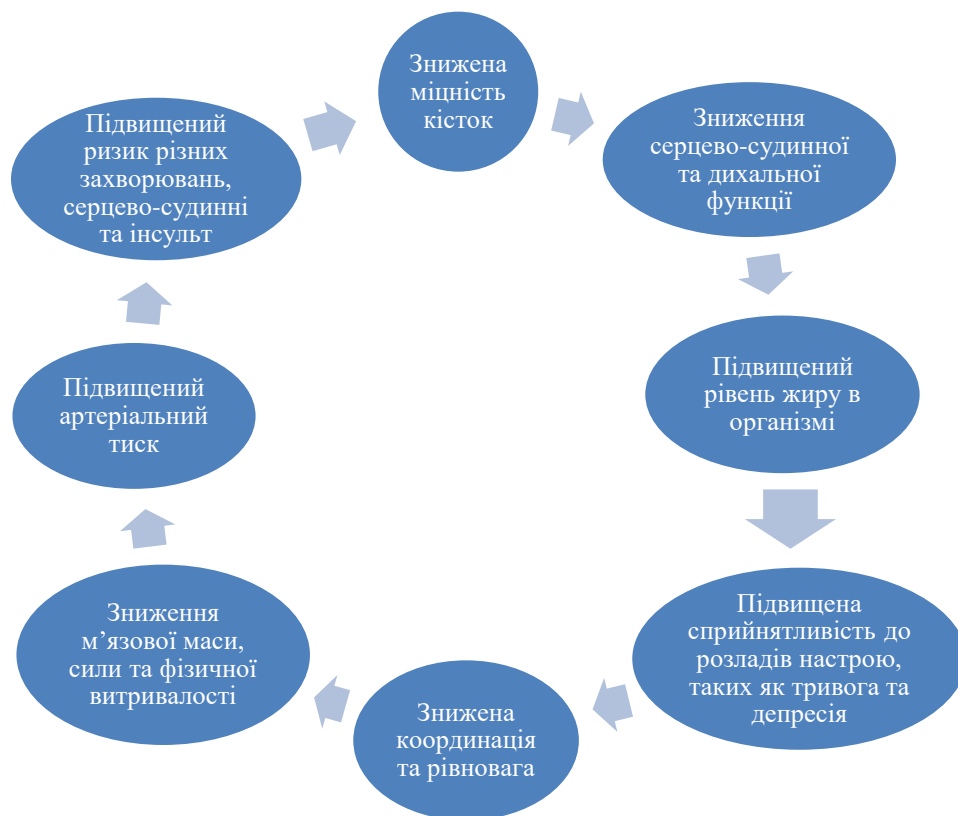 Знижена
міцність
кісток
Зниження
серцево-судинної
та дихальної
функції
Підвищений
рівень жиру в
організмі
Підвищена
сприйнятливість до
розладів настрою,
таких як тривога та
депресія
Знижена
координація
та рівновага
Зниження
м’язової маси,
сили та фізичної
витривалості
Підвищений
артеріальний
тиск
Підвищений
ризик різних
захворювань,
серцево-судинні
та інсульт